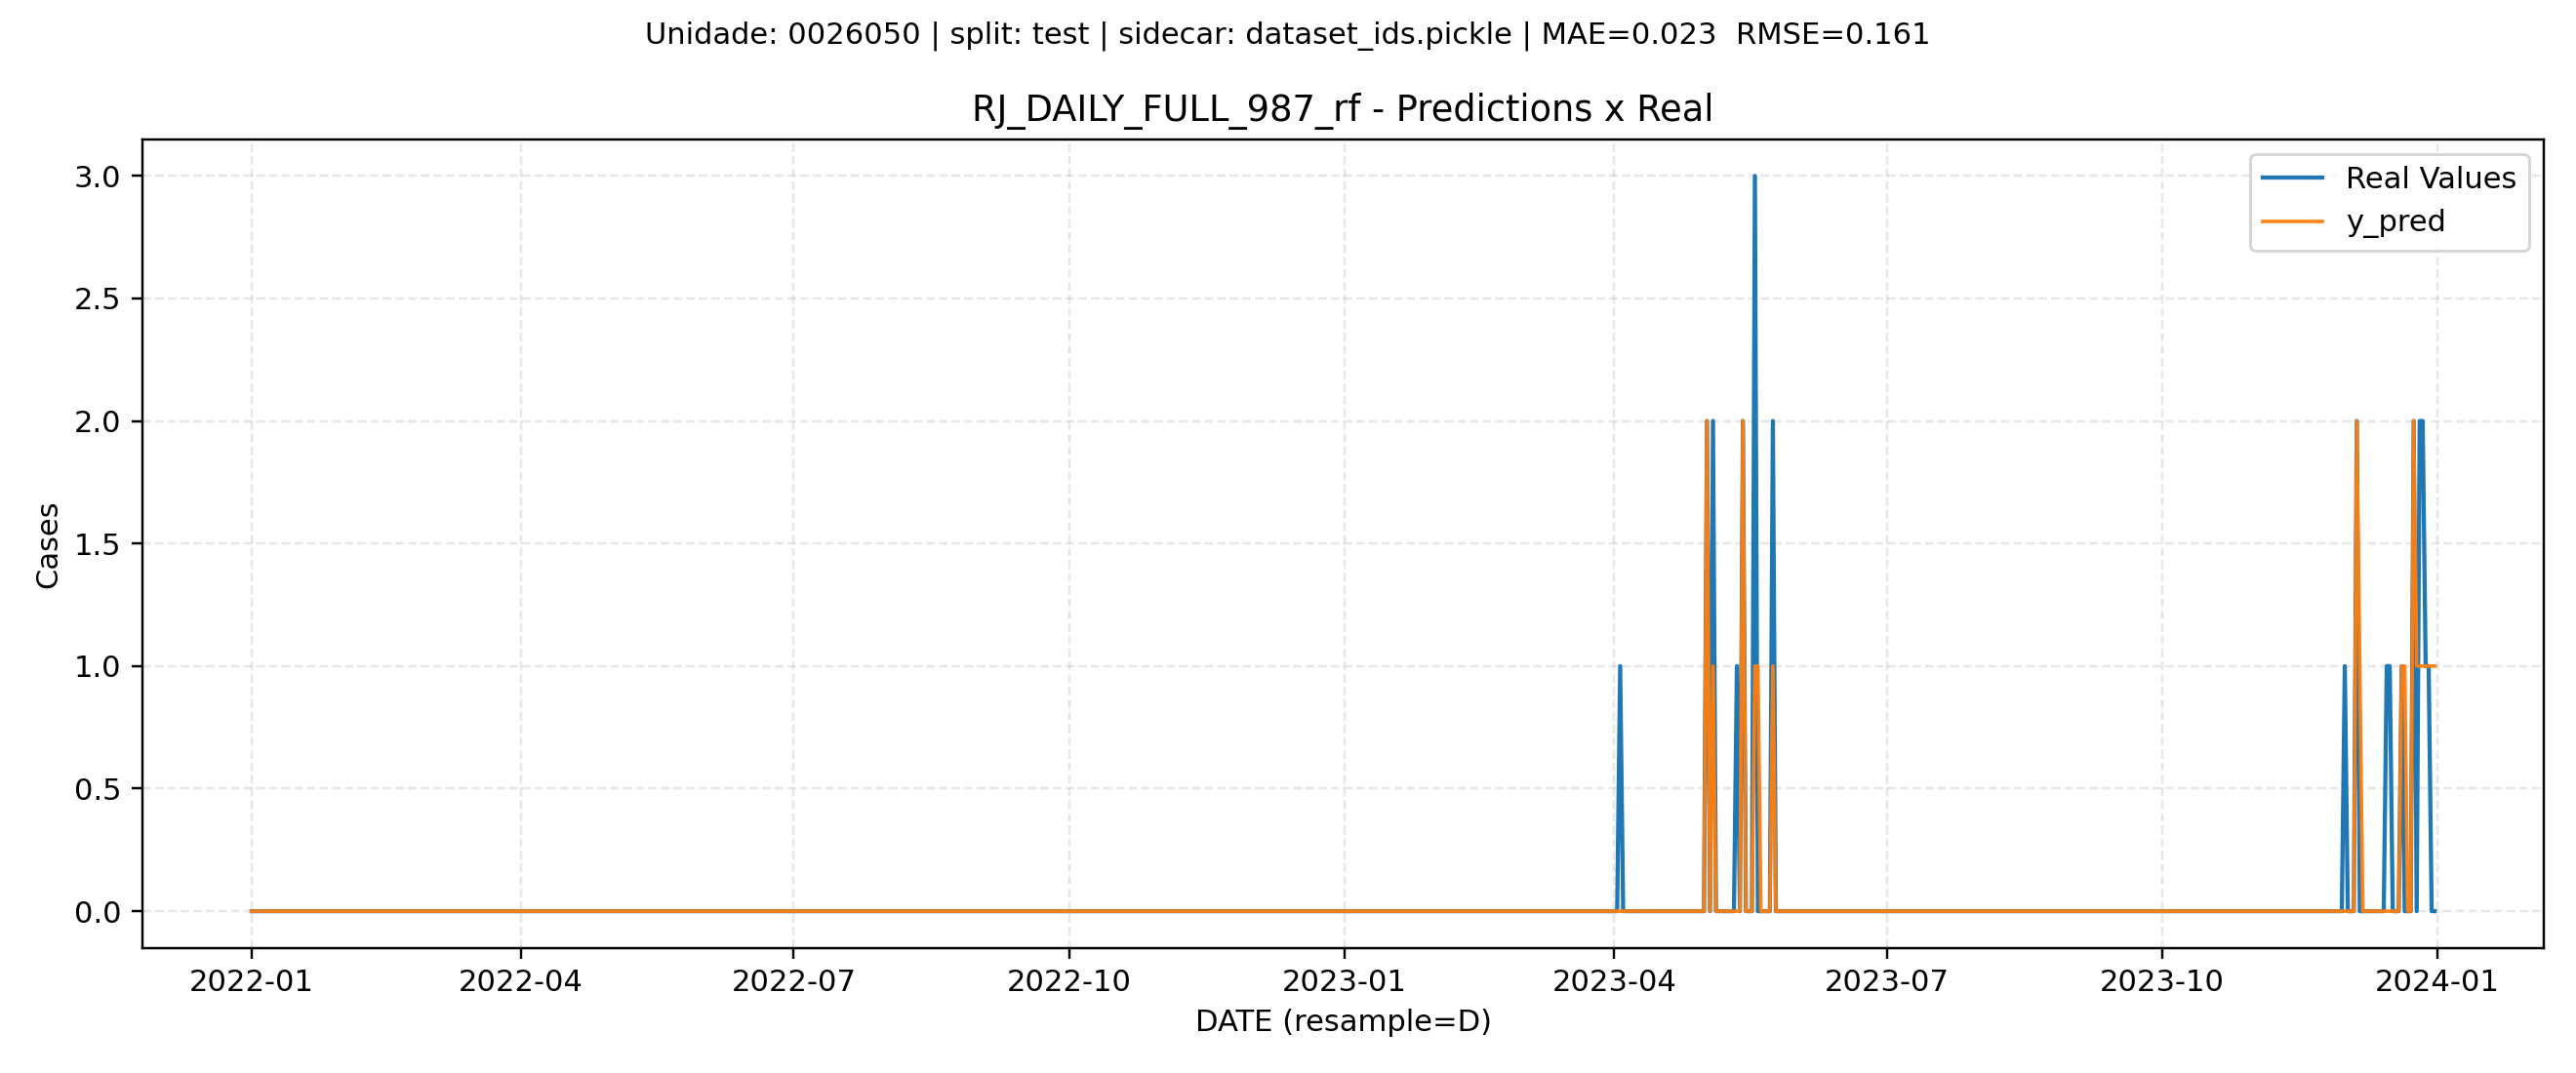 Unidade: 0026050 | split: test | sidecar: dataset_ids.pickle | MAE=0.023  RMSE=0.161
RJ_DAILY_FULL_987_rf - Predictions x Real
Real Values
y_pred
3.0
2.5
2.0
1.5
1.0
0.5
0.0
Cases
2022-01 2022-04 2022-07 2022-10 2023-01 2023-04 2023-07 2023-10 2024-01
DATE (resample=D)